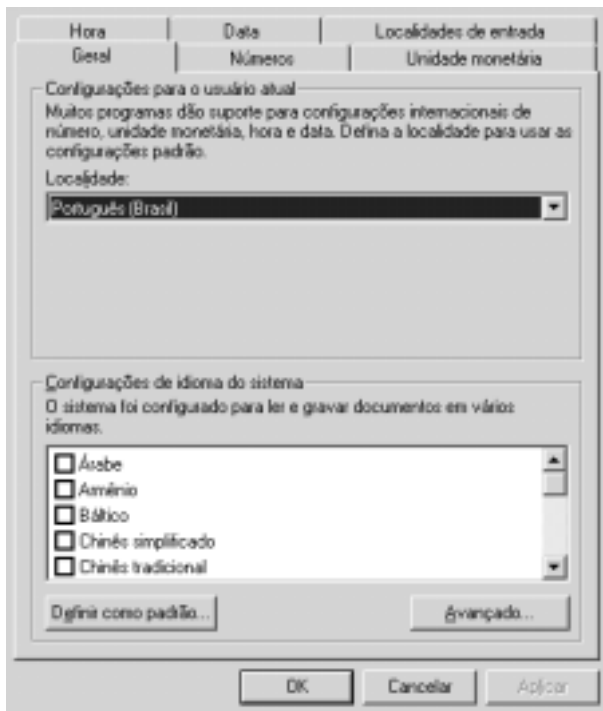 Hora Data Localidades de entrada
Geral Números Unidade monetária
Configurações para o usuário atual
Muitos programas dão suporte para configurações internacionais de
número, unidade monetária, hora e data. Defina a localidade para usar as
configurações padrão.
Localidade:
Português (Brasil)
Configurações de idioma do sistema
O sistema foi configurado para ler e gravar documentos em vários
idiomas.
Árabe
Armênio
Báltico
Chinês simplificado
Chinês tradicional
Definir como padrão... Avançado...
OK Cancelar Aplicar